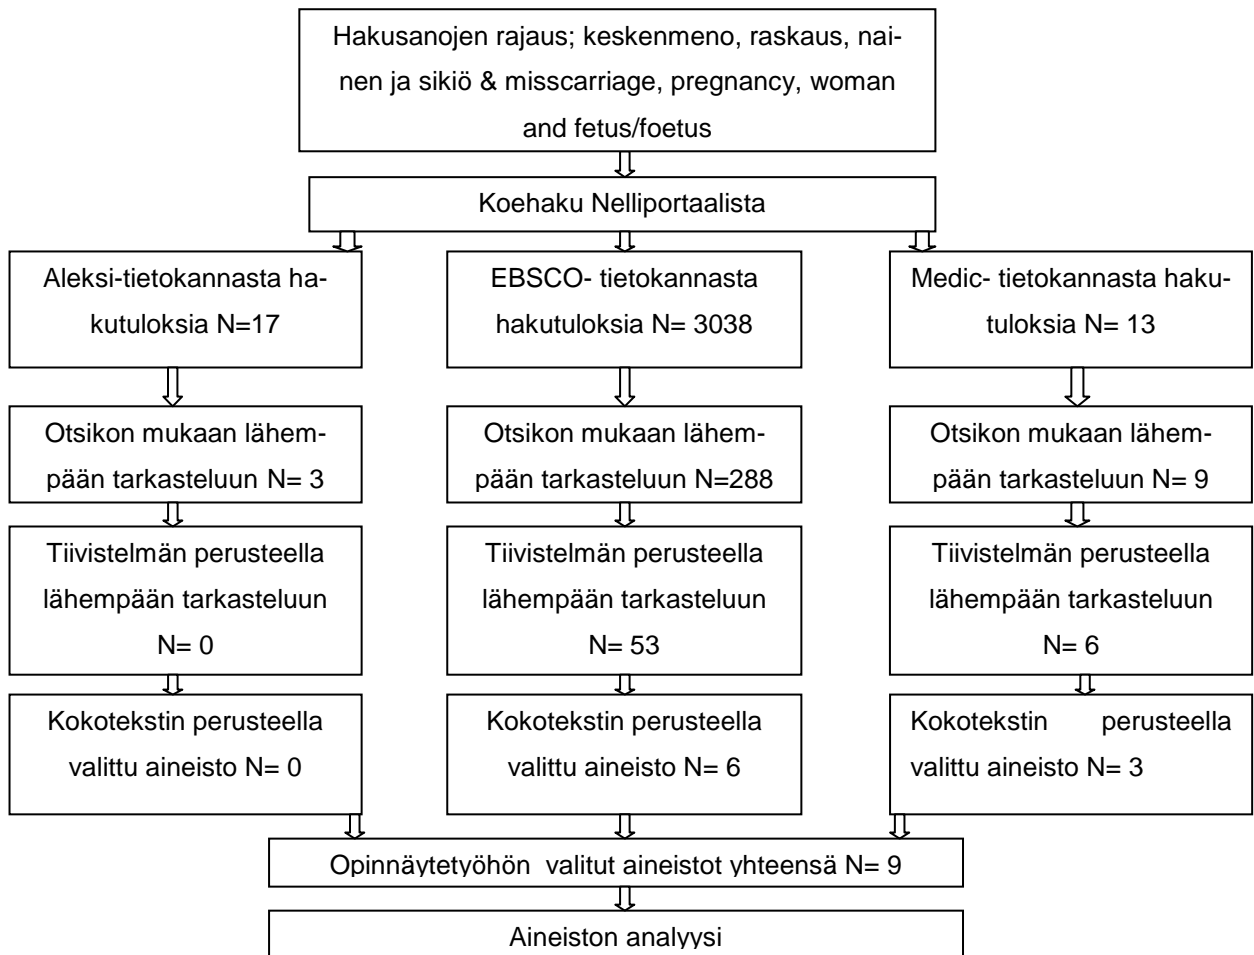 Hakusanojen rajaus; keskenmeno, raskaus, nai-
nen ja sikiö & misscarriage, pregnancy, woman
and fetus/foetus
Koehaku Nelliportaalista
Aleksi-tietokannasta ha-
kutuloksia N=17
EBSCO- tietokannasta
hakutuloksia N= 3038
Medic- tietokannasta haku-
tuloksia N= 13
Otsikon mukaan lähem-
pään tarkasteluun N= 3
Otsikon mukaan lähem-
pään tarkasteluun N=288
Otsikon mukaan lähem-
pään tarkasteluun N= 9
Tiivistelmän perusteella
lähempään tarkasteluun
N= 0
Tiivistelmän perusteella
lähempään tarkasteluun
N= 53
Tiivistelmän perusteella
lähempään tarkasteluun
N= 6
Kokotekstin perusteella
valittu aineisto N= 0
Kokotekstin perusteella
valittu aineisto N= 6
Kokotekstin perusteella
valittu aineisto N= 3
Opinnäytetyöhön valitut aineistot yhteensä N= 9
Aineiston analyysi